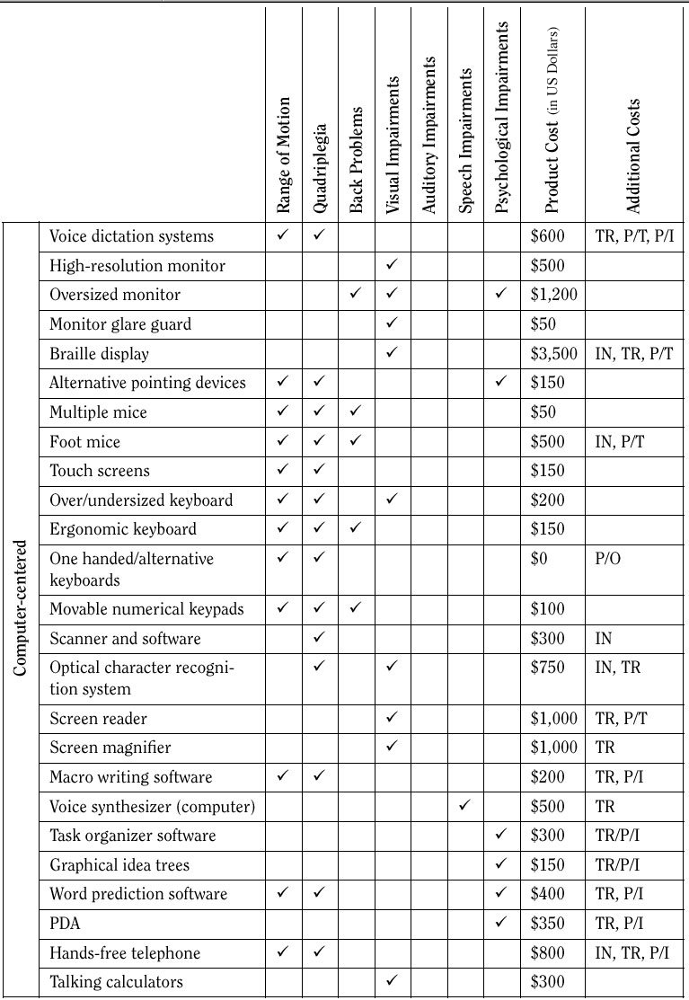 Range of Motion
Quadriplegia
Back Problems
Visual Impairments
Auditory Impairments
Speech Impairments
Psychological Impairments
Product Cost (in US Dollars)
Additional Costs
Computer-centered
Voice dictation systems ✓ ✓ $600 TR, P/T, P/I
High-resolution monitor ✓ $500
Oversized monitor ✓ ✓ ✓ $1,200
Monitor glare guard ✓ $50
Braille display ✓ $3,500 IN, TR, P/T
Alternative pointing devices ✓ ✓ ✓ $150
Multiple mice ✓ ✓ ✓ $50
Foot mice ✓ ✓ ✓ $500 IN, P/T
Touch screens ✓ ✓ $150
Over/undersized keyboard ✓ ✓ ✓ $200
Ergonomic keyboard ✓ ✓ ✓ $150
One handed/alternative ✓ ✓ $0 P/O
keyboards
Movable numerical keypads ✓ ✓ ✓ $100
Scanner and software ✓ $300 IN
Optical character recogni- ✓ ✓ $750 IN, TR
tion system
Screen reader ✓ $1,000 TR, P/T
Screen magnifier ✓ $1,000 TR
Macro writing software ✓ ✓ $200 TR, P/I
Voice synthesizer (computer) ✓ $500 TR
Task organizer software ✓ $300 TR/P/I
Graphical idea trees ✓ $150 TR/P/I
Word prediction software ✓ ✓ ✓ $400 TR, P/I
PDA ✓ $350 TR, P/I
Hands-free telephone ✓ ✓ $800 IN, TR, P/I
Talking calculators ✓ $300